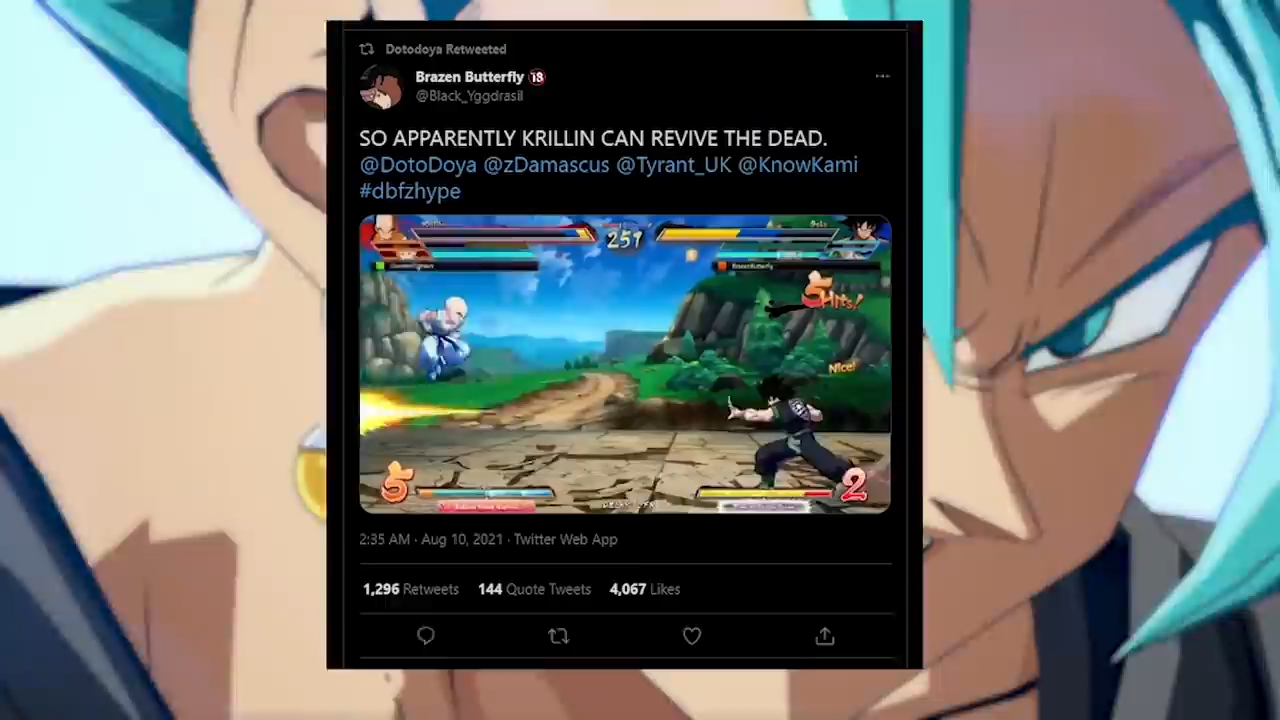 Dotodoya Retweeted
Brazen Butterfly 🔞
@Black_Yggdrasil
SO APPARENTLY KRILLIN CAN REVIVE THE DEAD.
@DotoDoya @zDamascus @Tyrant_UK @KnowKami
#dbfzhype
251
5Hits!
Nice!
5
2
2:35 AM · Aug 10, 2021 · Twitter Web App
1,296 Retweets 144 Quote Tweets 4,067 Likes